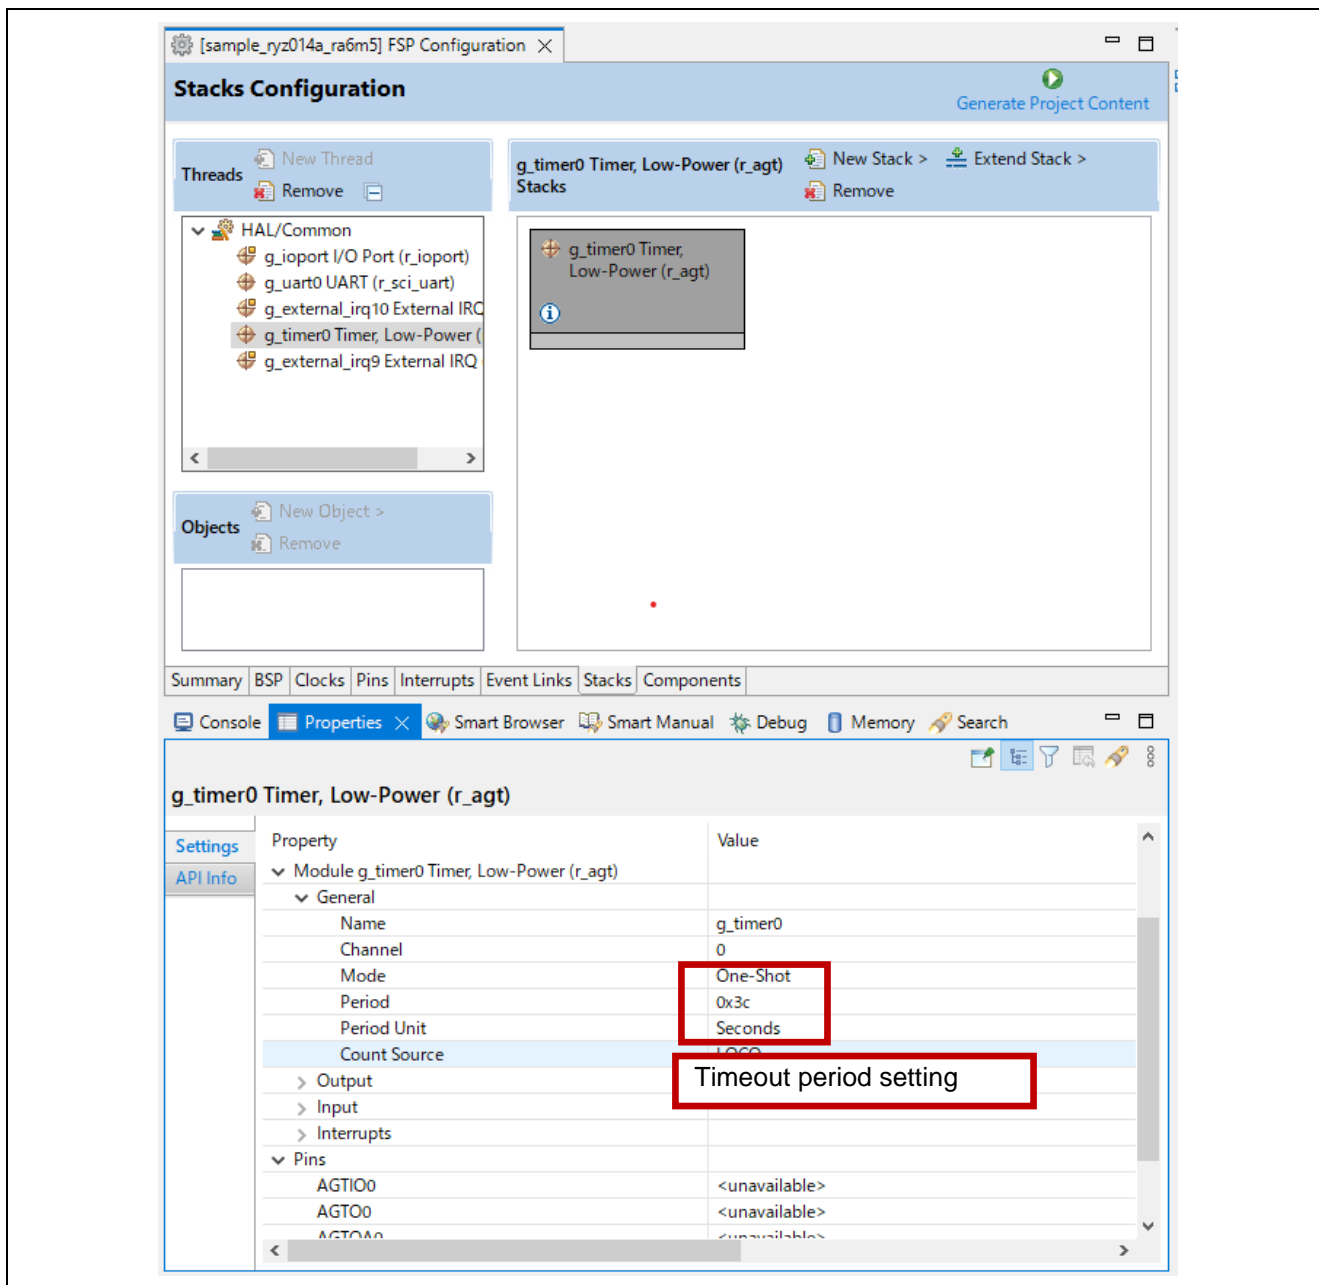 [sample_ryz014a_ra6m5] FSP Configuration
Stacks Configuration
Generate Project Content
Threads
New Thread
Remove
g_timer0 Timer, Low-Power (r_agt)
Stacks
New Stack >
Extend Stack >
Remove
HAL/Common
g_ioport I/O Port (r_ioport)
g_uart0 UART (r_sci_uart)
g_external_irq10 External IRQ
g_timer0 Timer, Low-Power (
g_external_irq9 External IRQ
g_timer0 Timer,
Low-Power (r_agt)
Objects
New Object >
Remove
Summary BSP Clocks Pins Interrupts Event Links Stacks Components
Console Properties Smart Browser Smart Manual Debug Memory Search
g_timer0 Timer, Low-Power (r_agt)
Settings
API Info
Property Value
Module g_timer0 Timer, Low-Power (r_agt)
General
Name g_timer0
Channel 0
Mode One-Shot
Period 0x3c
Period Unit Seconds
Count Source LOCO
Timeout period setting
Output
Input
Interrupts
Pins
AGTIO0 <unavailable>
AGTO0 <unavailable>
AGTOA0 <unavailable>